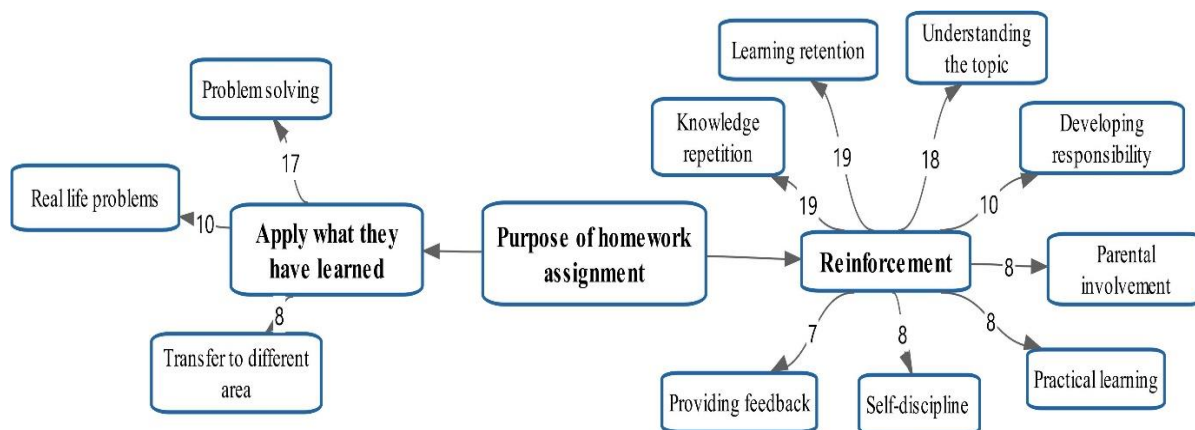 Problem solving
17
Real life problems
10
Apply what they
have learned
8
Transfer to different
area
Purpose of homework
assignment
Learning retention
Understanding
the topic
Knowledge
repetition
Developing
responsibility
19
18
19
10
Reinforcement
8
Parental
involvement
7
8
8
Providing feedback
Self-discipline
Practical learning